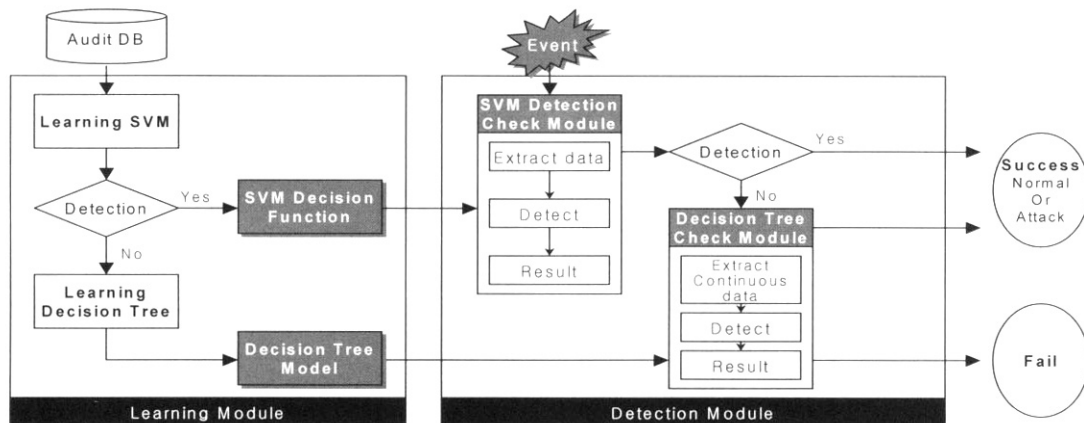 Audit DB
Learning SVM
Detection
Yes
No
SVM Decision
Function
Learning
Decision Tree
Decision Tree
Model
Learning Module
Event
SVM Detection
Check Module
Extract data
Detect
Result
Detection
Yes
No
Decision Tree
Check Module
Extract
Continuous
data
Detect
Result
Detection Module
Success
Normal
Or
Attack
Fail